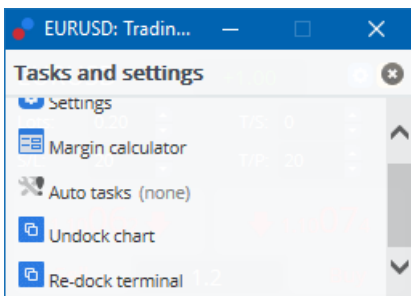 EURUSD: Tradin...
Tasks and settings
Settings
Margin calculator
Auto tasks (none)
Undock chart
Re-dock terminal